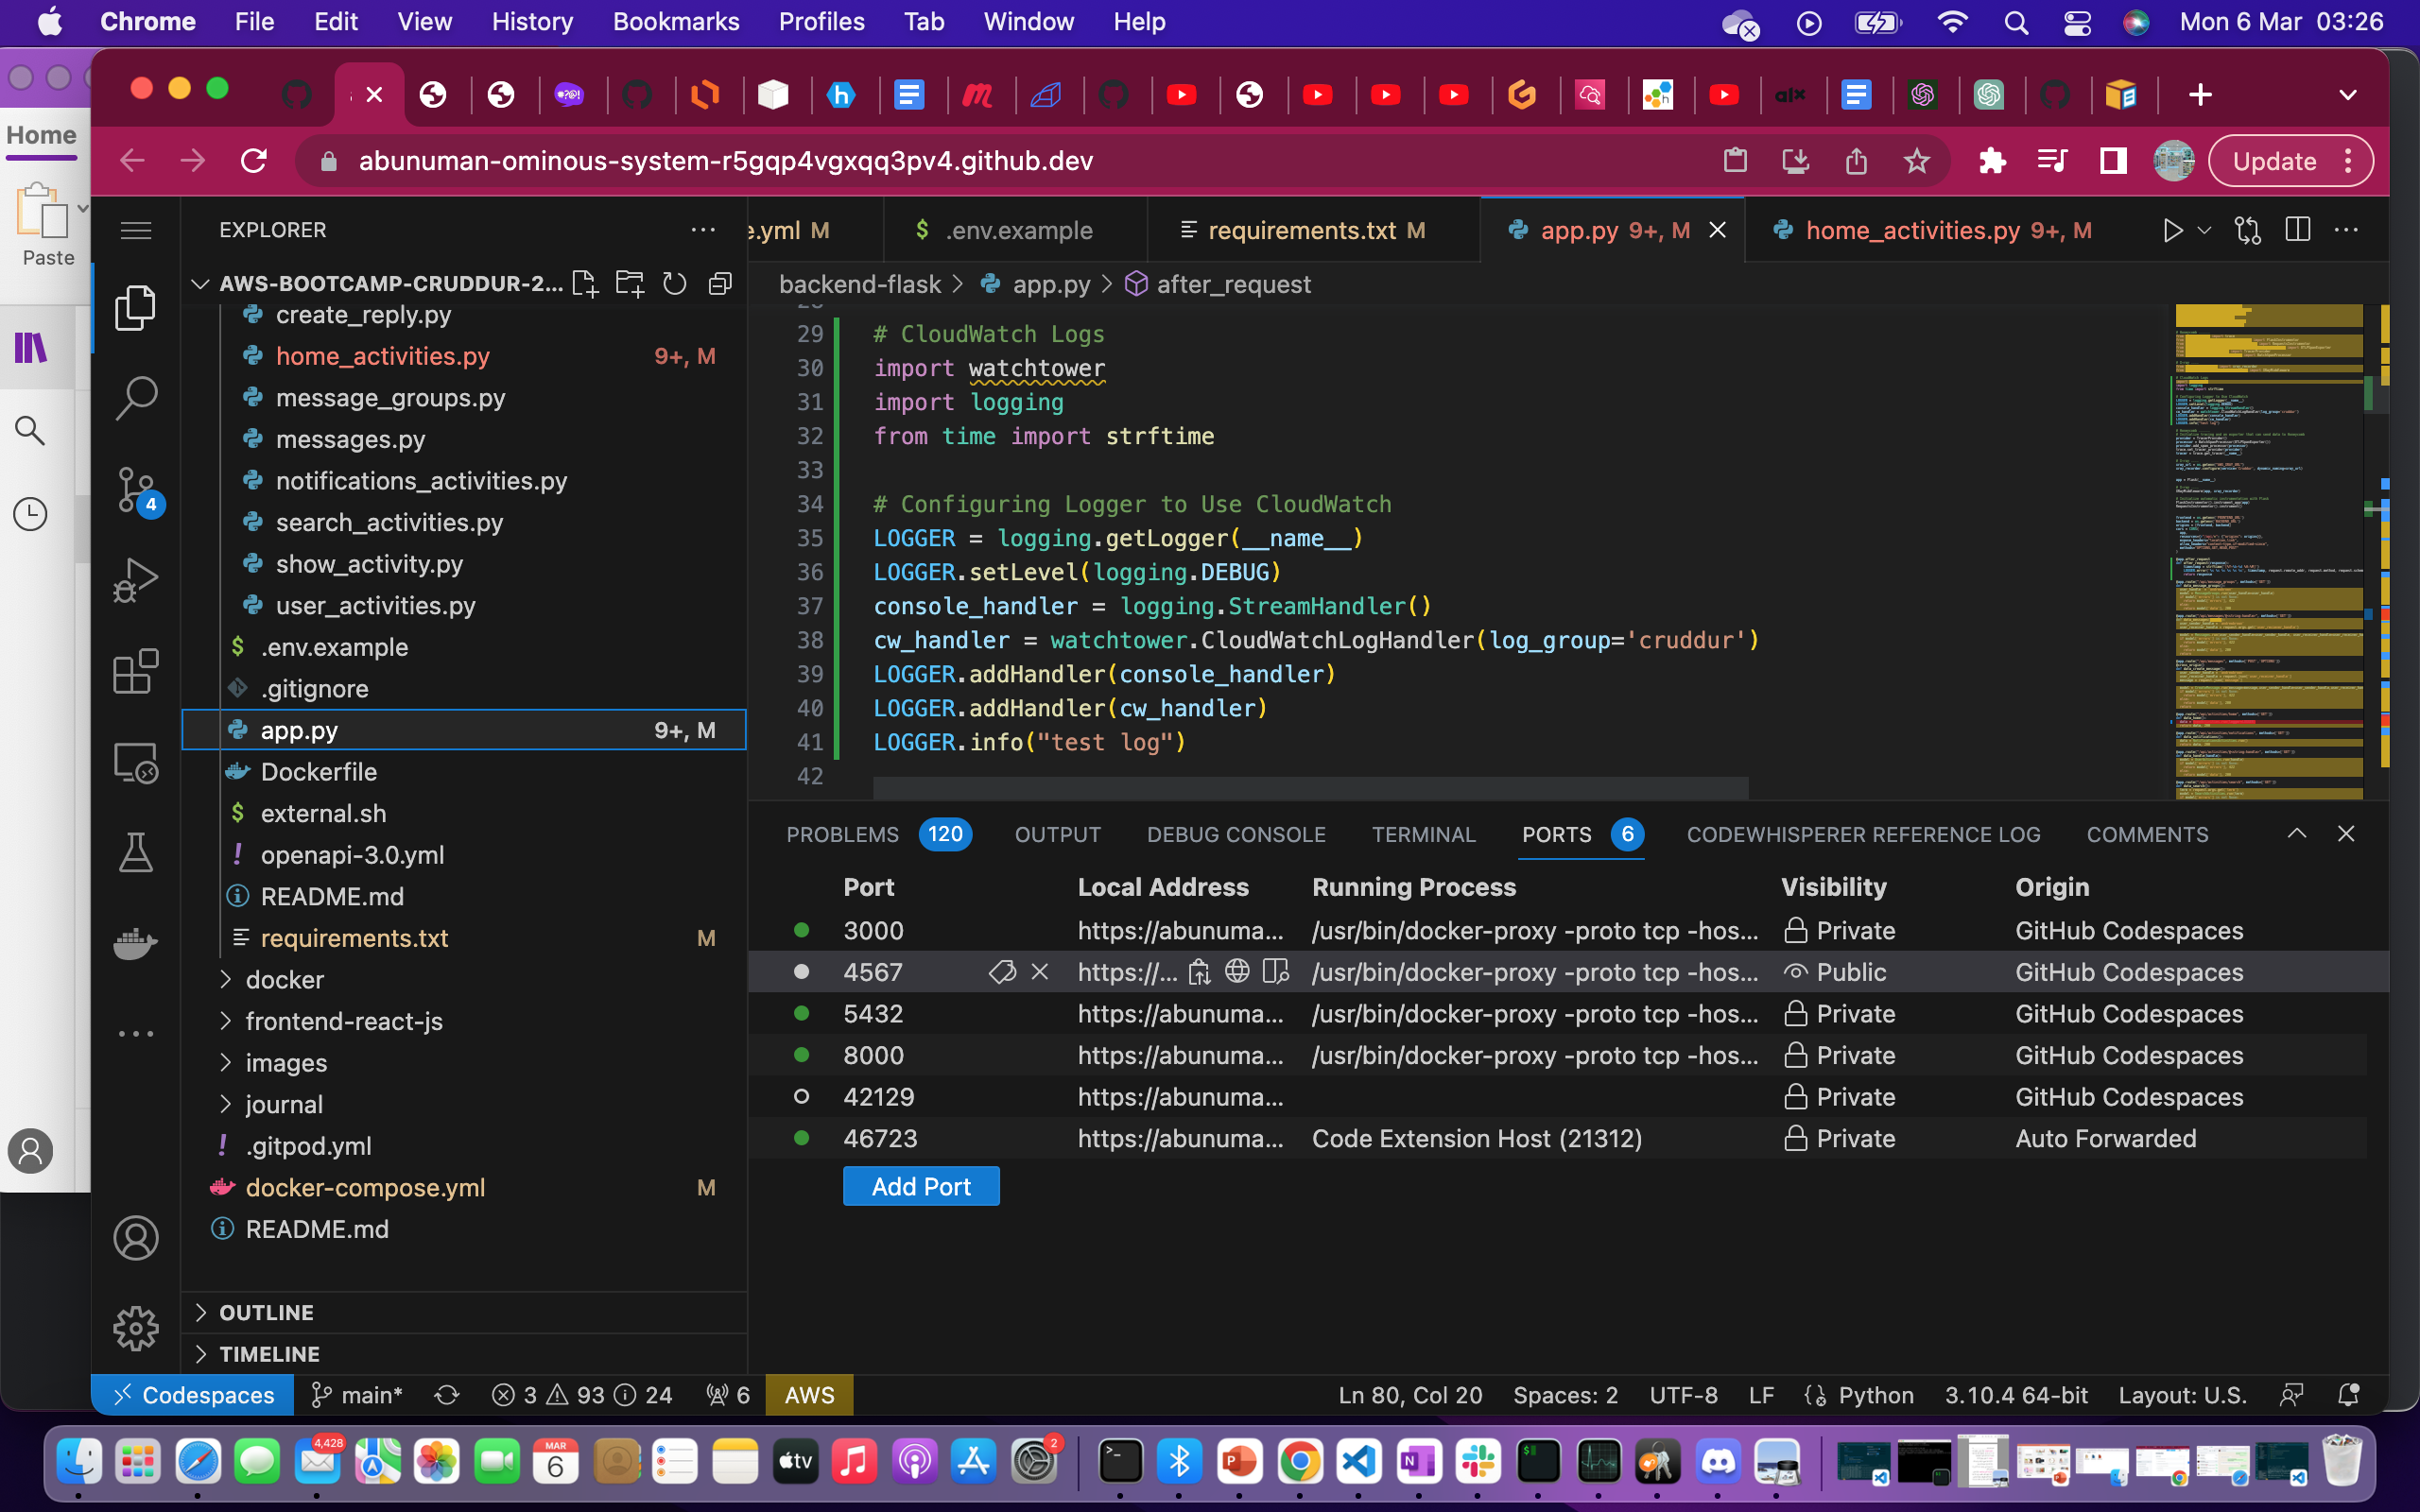 Chrome File Edit View History Bookmarks Profiles Tab Window Help Mon 6 Mar 03:26
abunuman-ominous-system-r5gqp4vgxqq3pv4.github.dev Update
Home
Paste
EXPLORER
AWS-BOOTCAMP-CRUDDUR-2...
create_reply.py
home_activities.py 9+, M
message_groups.py
messages.py
notifications_activities.py
search_activities.py
show_activity.py
user_activities.py
.env.example
.gitignore
app.py 9+, M
Dockerfile
external.sh
openapi-3.0.yml
README.md
requirements.txt M
docker
frontend-react-js
images
journal
.gitpod.yml
docker-compose.yml M
README.md
OUTLINE
TIMELINE
4
e.yml M .env.example requirements.txt M app.py 9+, M home_activities.py 9+, M
backend-flask > app.py > after_request
29 # CloudWatch Logs
30 import watchtower
31 import logging
32 from time import strftime
33
34 # Configuring Logger to Use CloudWatch
35 LOGGER = logging.getLogger(__name__)
36 LOGGER.setLevel(logging.DEBUG)
37 console_handler = logging.StreamHandler()
38 cw_handler = watchtower.CloudWatchLogHandler(log_group='cruddur')
39 LOGGER.addHandler(console_handler)
40 LOGGER.addHandler(cw_handler)
41 LOGGER.info("test log")
42
PROBLEMS 120 OUTPUT DEBUG CONSOLE TERMINAL PORTS 6 CODEWHISPERER REFERENCE LOG COMMENTS
Port Local Address Running Process Visibility Origin
3000 https://abunuma... /usr/bin/docker-proxy -proto tcp -hos... Private GitHub Codespaces
4567 https://... /usr/bin/docker-proxy -proto tcp -hos... Public GitHub Codespaces
5432 https://abunuma... /usr/bin/docker-proxy -proto tcp -hos... Private GitHub Codespaces
8000 https://abunuma... /usr/bin/docker-proxy -proto tcp -hos... Private GitHub Codespaces
42129 https://abunuma... Private GitHub Codespaces
46723 https://abunuma... Code Extension Host (21312) Private Auto Forwarded
Add Port
Codespaces main* 3 93 24 6 AWS Ln 80, Col 20 Spaces: 2 UTF-8 LF Python 3.10.4 64-bit Layout: U.S.
4,428
MAR
6
tv
2